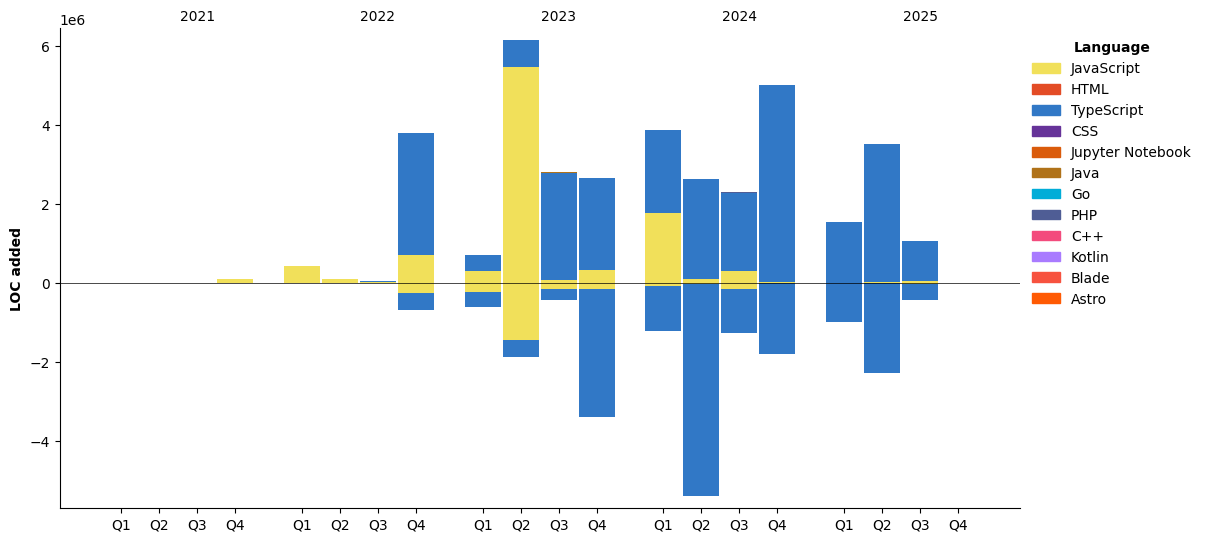 2021 2022 2023 2024 2025
1e6
6
4
2
0
−2
−4
LOC added
Q1 Q2 Q3 Q4 Q1 Q2 Q3 Q4 Q1 Q2 Q3 Q4 Q1 Q2 Q3 Q4 Q1 Q2 Q3 Q4
Language
JavaScript
HTML
TypeScript
CSS
Jupyter Notebook
Java
Go
PHP
C++
Kotlin
Blade
Astro